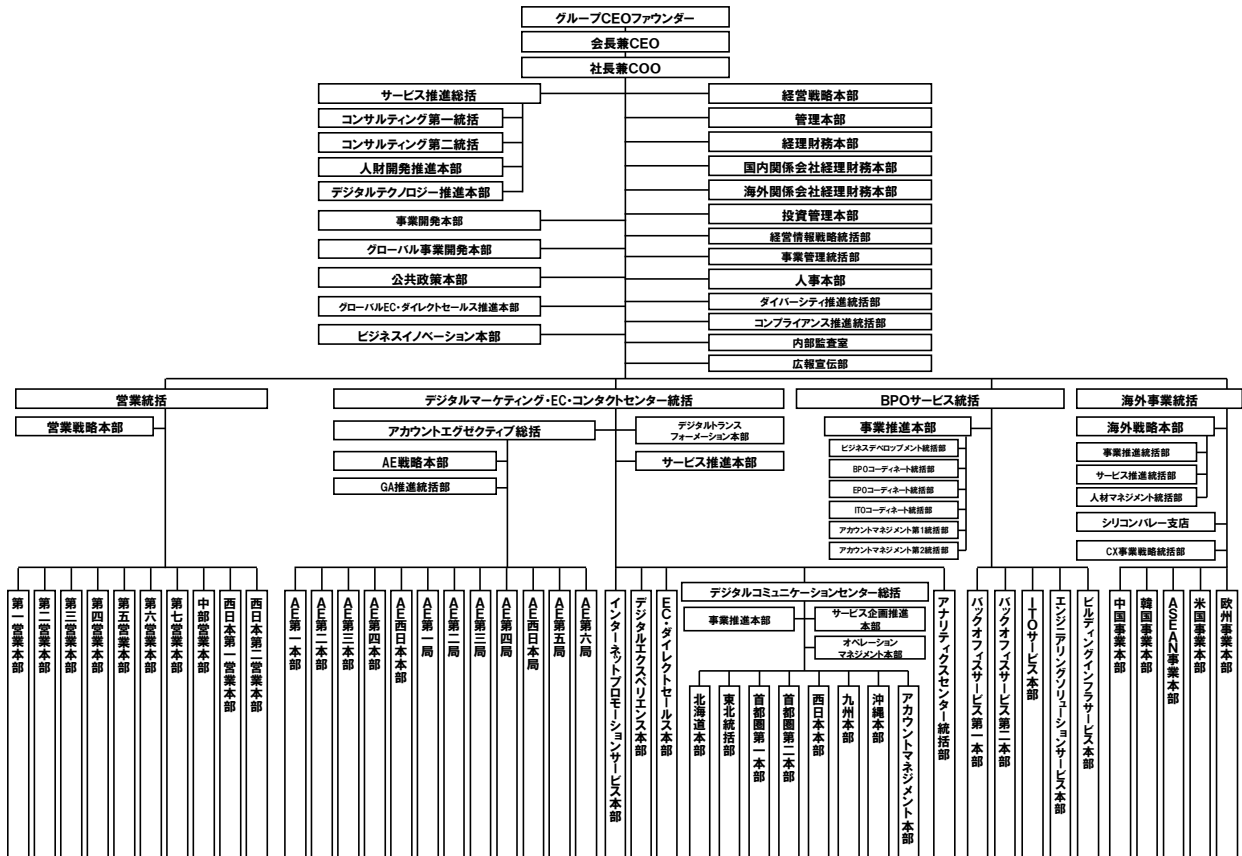 グループCEOファウンダー
会長兼CEO
社長兼COO
サービス推進総括
コンサルティング第一統括
コンサルティング第二統括
人財開発推進本部
デジタルテクノロジー推進本部
事業開発本部
グローバル事業開発本部
公共政策本部
グローバルEC・ダイレクトセールス推進本部
ビジネスイノベーション本部
経営戦略本部
管理本部
経理財務本部
国内関係会社経理財務本部
海外関係会社経理財務本部
投資管理本部
経営情報戦略統括部
事業管理統括部
人事本部
ダイバーシティ推進統括部
コンプライアンス推進統括部
内部監査室
広報宣伝部
営業統括
営業戦略本部
第一営業本部
第二営業本部
第三営業本部
第四営業本部
第五営業本部
第六営業本部
第七営業本部
中部営業本部
西日本第一営業本部
西日本第二営業本部
デジタルマーケティング・EC・コンタクトセンター統括
アカウントエグゼクティブ総括
AE戦略本部
GA推進統括部
デジタルトランス
フォーメーション本部
サービス推進本部
AE第一本部
AE第二本部
AE第三本部
AE第四本部
AE西日本本部
AE第一局
AE第二局
AE第三局
AE第四局
AE西日本局
AE第五局
AE第六局
インターネットプロモーションサービス本部
デジタルエクスペリエンス本部
EC・ダイレクトセールス本部
デジタルコミュニケーションセンター総括
事業推進本部
サービス企画推進
本部
オペレーション
マネジメント本部
北海道本部
東北統括部
首都圏第一本部
首都圏第二本部
西日本本部
九州本部
沖縄本部
アカウントマネジメント本部
アナリティクスセンター統括部
BPOサービス統括
事業推進本部
ビジネスデベロップメント統括部
BPOコーディネート統括部
EPOコーディネート統括部
ITOコーディネート統括部
アカウントマネジメント第1統括部
アカウントマネジメント第2統括部
バックオフィスサービス第一本部
バックオフィスサービス第二本部
ITOサービス本部
エンジニアリングソリューションサービス本部
ビルディングインフラサービス本部
海外事業統括
海外戦略本部
事業推進統括部
サービス推進統括部
人材マネジメント統括部
シリコンバレー支店
CX事業戦略統括部
中国事業本部
韓国事業本部
ASEAN事業本部
米国事業本部
欧州事業本部